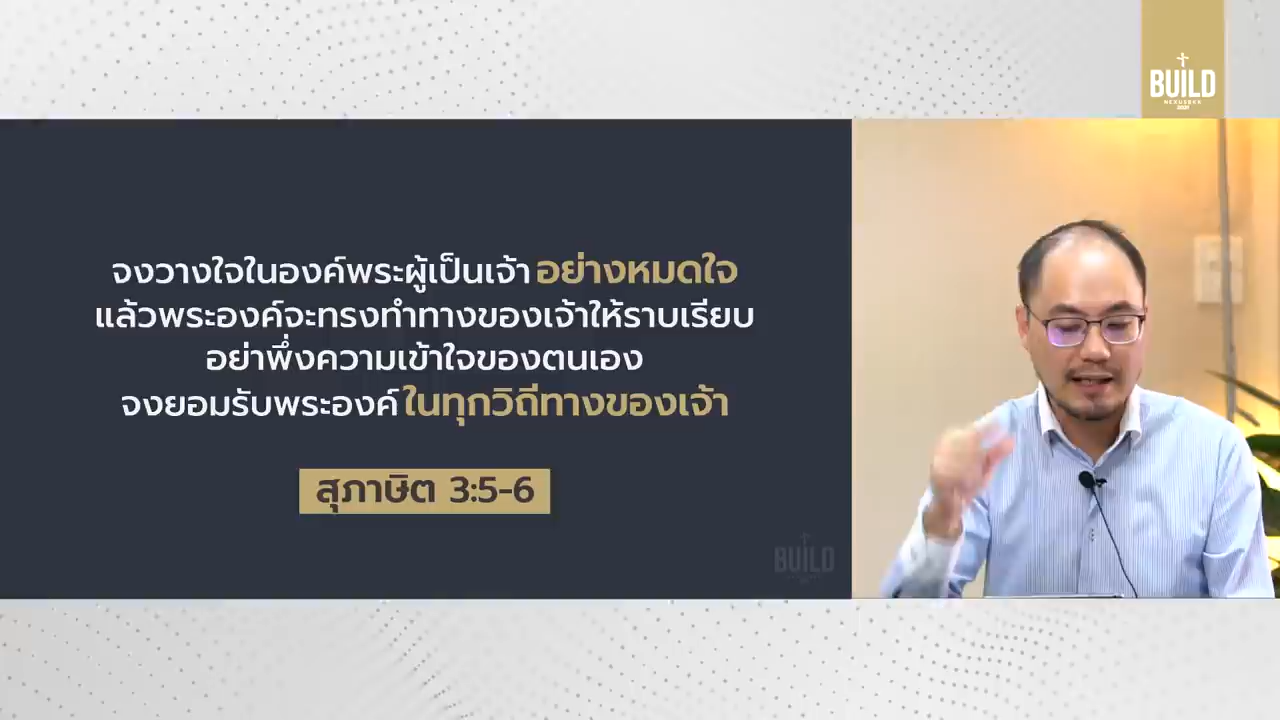 BUILD
NEXUSBKK
2021
จงวางใจในองค์พระผู้เป็นเจ้า อย่างหมดใจ
แล้วพระองค์จะทรงทำทางของเจ้าให้ราบเรียบ
อย่าพึ่งความเข้าใจของตนเอง
จงยอมรับพระองค์ ในทุกวิถีทางของเจ้า
สุภาษิต 3:5-6
BUILD